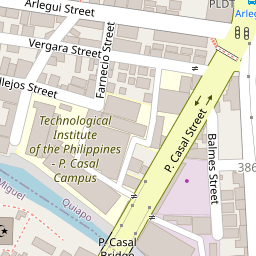 Arlegui Street
PLDT
Arle
Vergara Street
Farnecio Street
llejos Street
Technological
Institute
of the Philippines
- P. Casal
Campus
P. Casal Street
Balmes Street
386
Miguel
Quiapo
P. Casal
Bridge